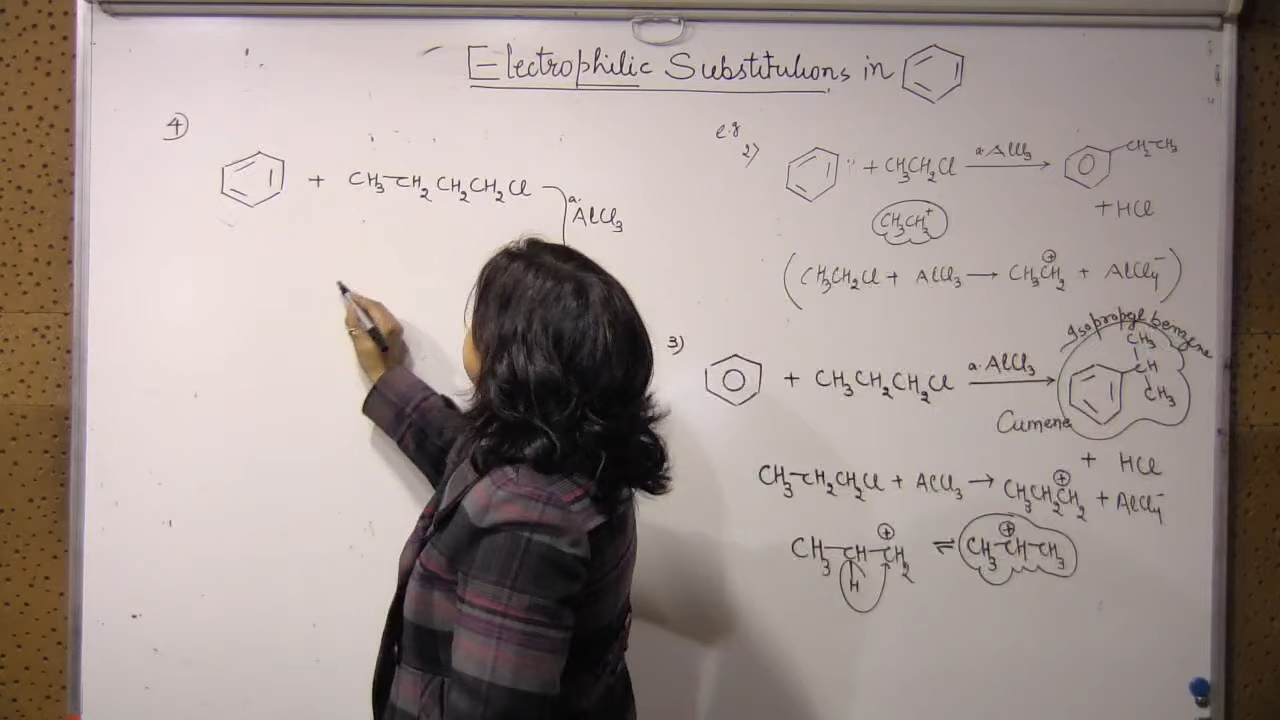 Electrophilic Substitutions in
4
+ CH3-CH2CH2CH2Cl
a. AlCl3
e.g
2)
+ CH3CH2Cl a. AlCl3 → CH2-CH3
+ HCl
CH3CH2+
(CH3CH2Cl + AlCl3 → CH3CH2 ⊕ + AlCl4-)
3)
+ CH3CH2CH2Cl a. AlCl3 → CH3
CH
CH3
Isopropyl benzene
Cumene
+ HCl
CH3-CH2CH2Cl + AlCl3 → CH3CH2CH2 ⊕ + AlCl4-
CH3-CH-CH2 ⊕ ⇌ CH3-CH-CH3 ⊕
H